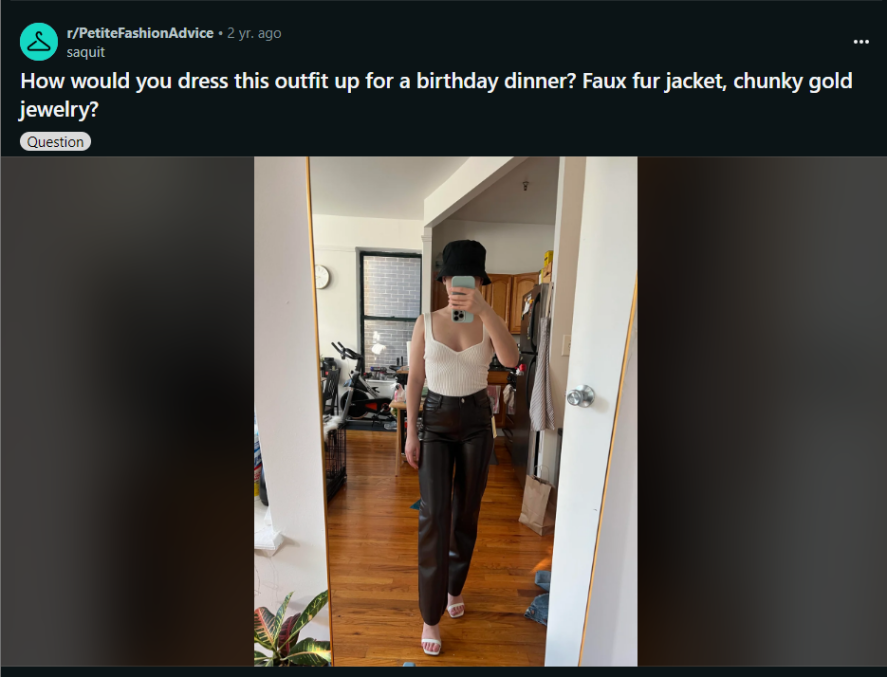 r/PetiteFashionAdvice • 2 yr. ago
saquit
How would you dress this outfit up for a birthday dinner? Faux fur jacket, chunky gold
jewelry?
Question